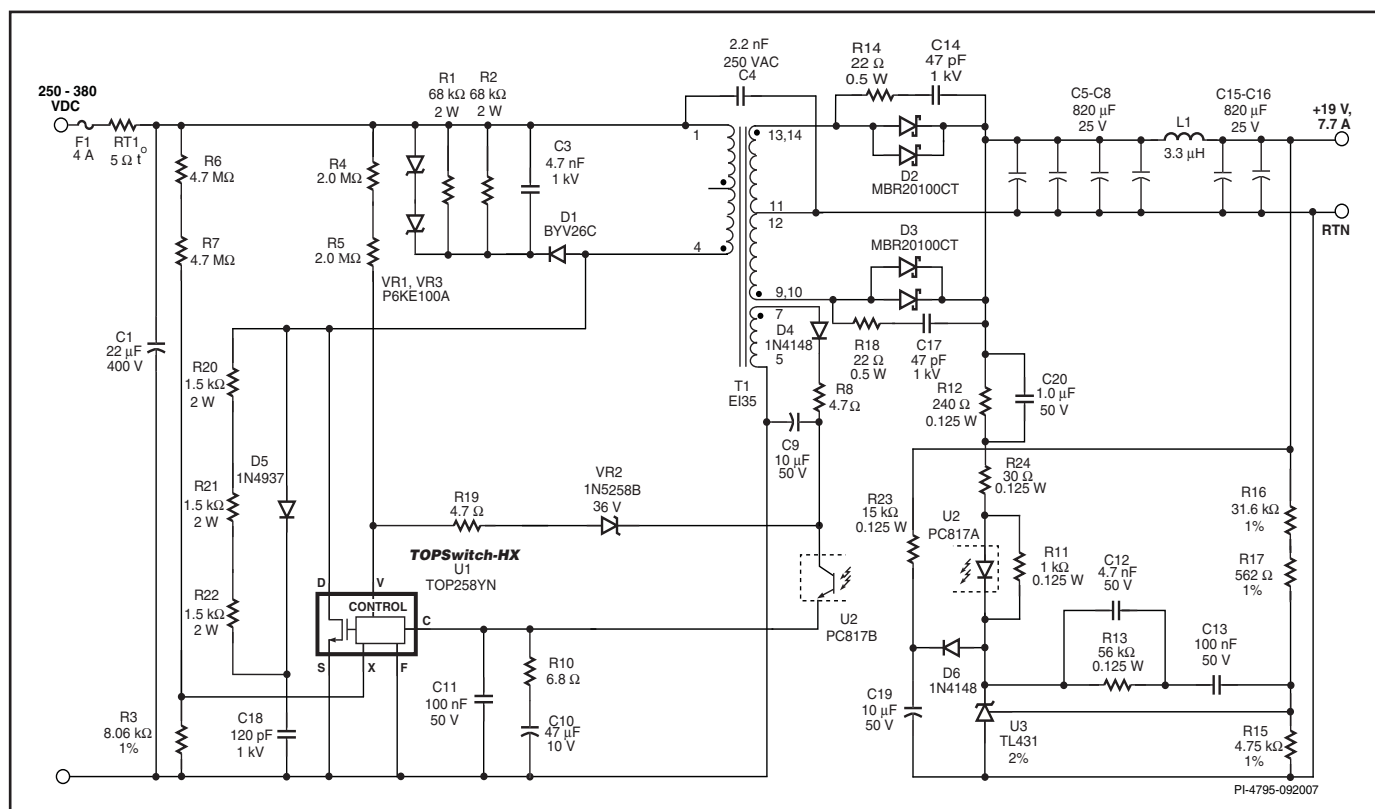 2.2 nF
250 VAC
C4
R14
22 Ω
0.5 W
C14
47 pF
1 kV
250 - 380
VDC
F1
4 A
RT1
5 Ω
t°
R1
68 kΩ
2 W
R2
68 kΩ
2 W
C3
4.7 nF
1 kV
D1
BYV26C
R6
4.7 MΩ
R7
4.7 MΩ
R4
2.0 MΩ
R5
2.0 MΩ
VR1, VR3
P6KE100A
1
4
13,14
11
12
9,10
7
5
T1
EI35
D2
MBR20100CT
D3
MBR20100CT
C5-C8
820 µF
25 V
L1
3.3 µH
C15-C16
820 µF
25 V
+19 V,
7.7 A
RTN
D4
1N4148
R18
22 Ω
0.5 W
C17
47 pF
1 kV
C1
22 µF
400 V
R20
1.5 kΩ
2 W
R8
4.7 Ω
R12
240 Ω
0.125 W
C20
1.0 µF
50 V
C9
10 µF
50 V
D5
1N4937
R21
1.5 kΩ
2 W
R19
4.7 Ω
VR2
1N5258B
36 V
R23
15 kΩ
0.125 W
R24
30 Ω
0.125 W
U2
PC817A
R11
1 kΩ
0.125 W
R16
31.6 kΩ
1%
R17
562 Ω
1%
TOPSwitch-HX
U1
TOP258YN
D
V
CONTROL
C
S
X
F
R22
1.5 kΩ
2 W
U2
PC817B
C12
4.7 nF
50 V
R13
56 kΩ
0.125 W
C13
100 nF
50 V
D6
1N4148
R3
8.06 kΩ
1%
C18
120 pF
1 kV
C11
100 nF
50 V
R10
6.8 Ω
C10
47 µF
10 V
C19
10 µF
50 V
U3
TL431
2%
R15
4.75 kΩ
1%
PI-4795-092007